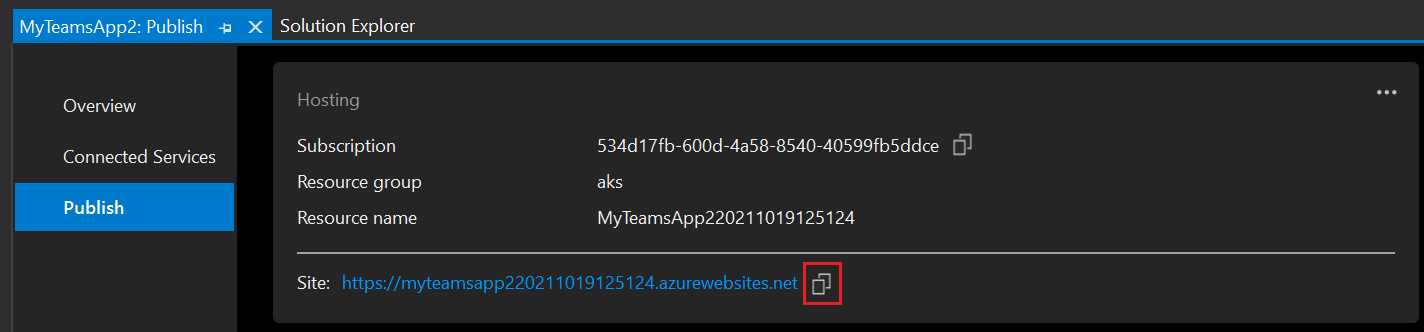 MyTeamsApp2: Publish
Solution Explorer
Overview
Connected Services
Publish
Hosting
Subscription 534d17fb-600d-4a58-8540-40599fb5ddce
Resource group aks
Resource name MyTeamsApp220211019125124
Site: https://myteamsapp220211019125124.azurewebsites.net